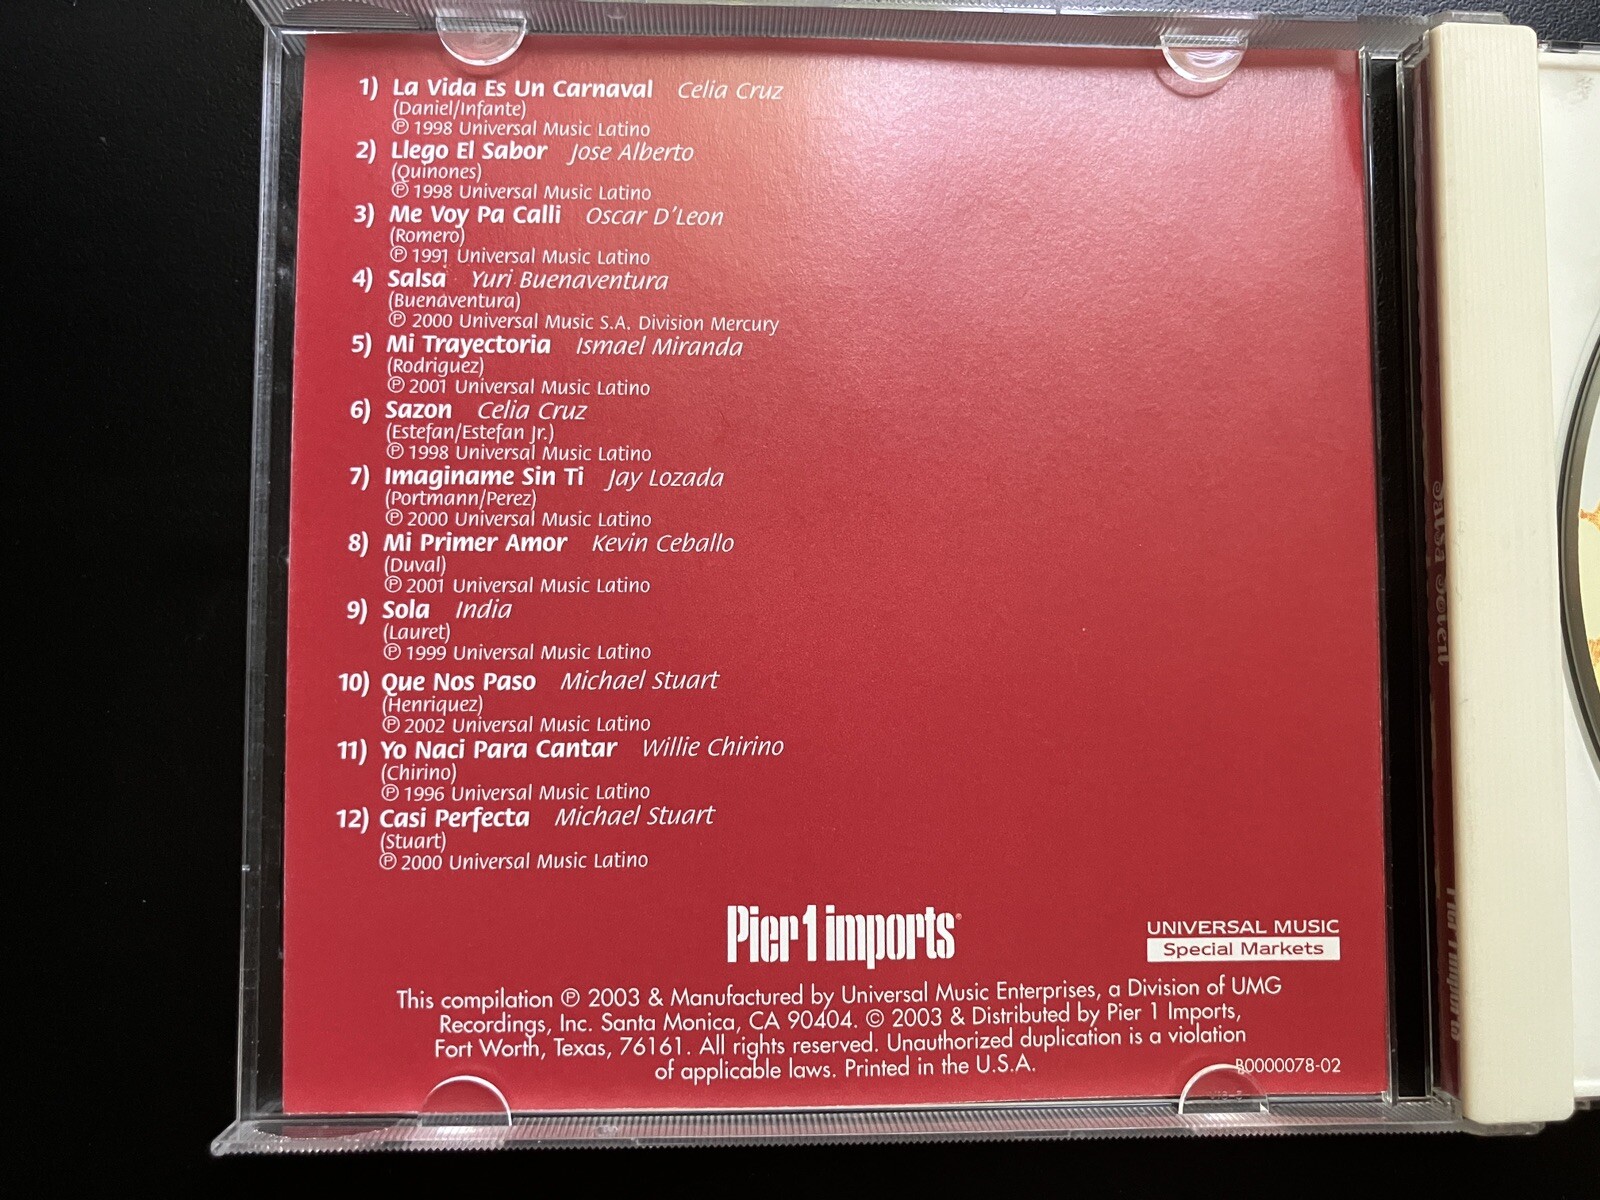 1) La Vida Es Un Carnaval Celia Cruz
(Daniel/Infante)
℗ 1998 Universal Music Latino
2) Llego El Sabor Jose Alberto
(Quinones)
℗ 1998 Universal Music Latino
3) Me Voy Pa Calli Oscar D'Leon
(Romero)
℗ 1991 Universal Music Latino
4) Salsa Yuri Buenaventura
(Buenaventura)
℗ 2000 Universal Music S.A. Division Mercury
5) Mi Trayectoria Ismael Miranda
(Rodriguez)
℗ 2001 Universal Music Latino
6) Sazon Celia Cruz
(Estefan/Estefan Jr.)
℗ 1998 Universal Music Latino
7) Imaginame Sin Ti Jay Lozada
(Portmann/Perez)
℗ 2000 Universal Music Latino
8) Mi Primer Amor Kevin Ceballo
(Duval)
℗ 2001 Universal Music Latino
9) Sola India
(Lauret)
℗ 1999 Universal Music Latino
10) Que Nos Paso Michael Stuart
(Henriquez)
℗ 2002 Universal Music Latino
11) Yo Naci Para Cantar Willie Chirino
(Chirino)
℗ 1996 Universal Music Latino
12) Casi Perfecta Michael Stuart
(Stuart)
℗ 2000 Universal Music Latino
Pier 1 imports®
UNIVERSAL MUSIC
Special Markets
This compilation ℗ 2003 & Manufactured by Universal Music Enterprises, a Division of UMG
Recordings, Inc. Santa Monica, CA 90404. © 2003 & Distributed by Pier 1 Imports,
Fort Worth, Texas, 76161. All rights reserved. Unauthorized duplication is a violation
of applicable laws. Printed in the U.S.A.
B0000078-02
Salsa
Pier 1 Imports